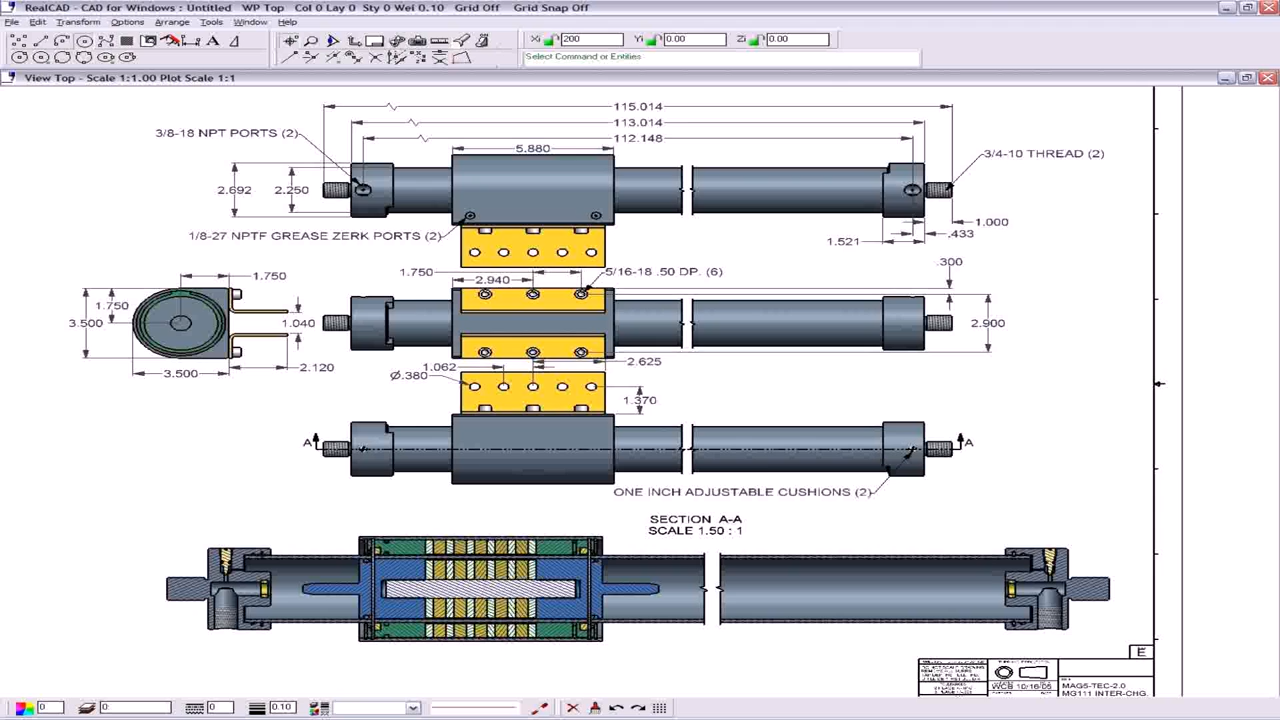 RealCAD - CAD for Windows : Untitled WP Top Col 0 Lay 0 Sty 0 Wei 0.10 Grid Off Grid Snap Off
File Edit Transform Options Arrange Tools Window Help
Xi 200 Yi 0.00 Zi 0.00
Select Command or Entities
View Top - Scale 1:1.00 Plot Scale 1:1
115.014
113.014
112.148
3/8-18 NPT PORTS (2)
5.880
3/4-10 THREAD (2)
2.692
2.250
1.000
.433
1.521
1/8-27 NPTF GREASE ZERK PORTS (2)
.300
1.750
1.750
5/16-18 .50 DP. (6)
2.940
1.750
3.500
1.040
2.900
2.625
3.500
2.120
1.062
Ø.380
1.370
A
A
ONE INCH ADJUSTABLE CUSHIONS (2)
SECTION A-A
SCALE 1.50 : 1
E
WCB 10/16/05
MAG5-TEC-2.0
MG111 INTER-CHG.
0 0 0 0.10